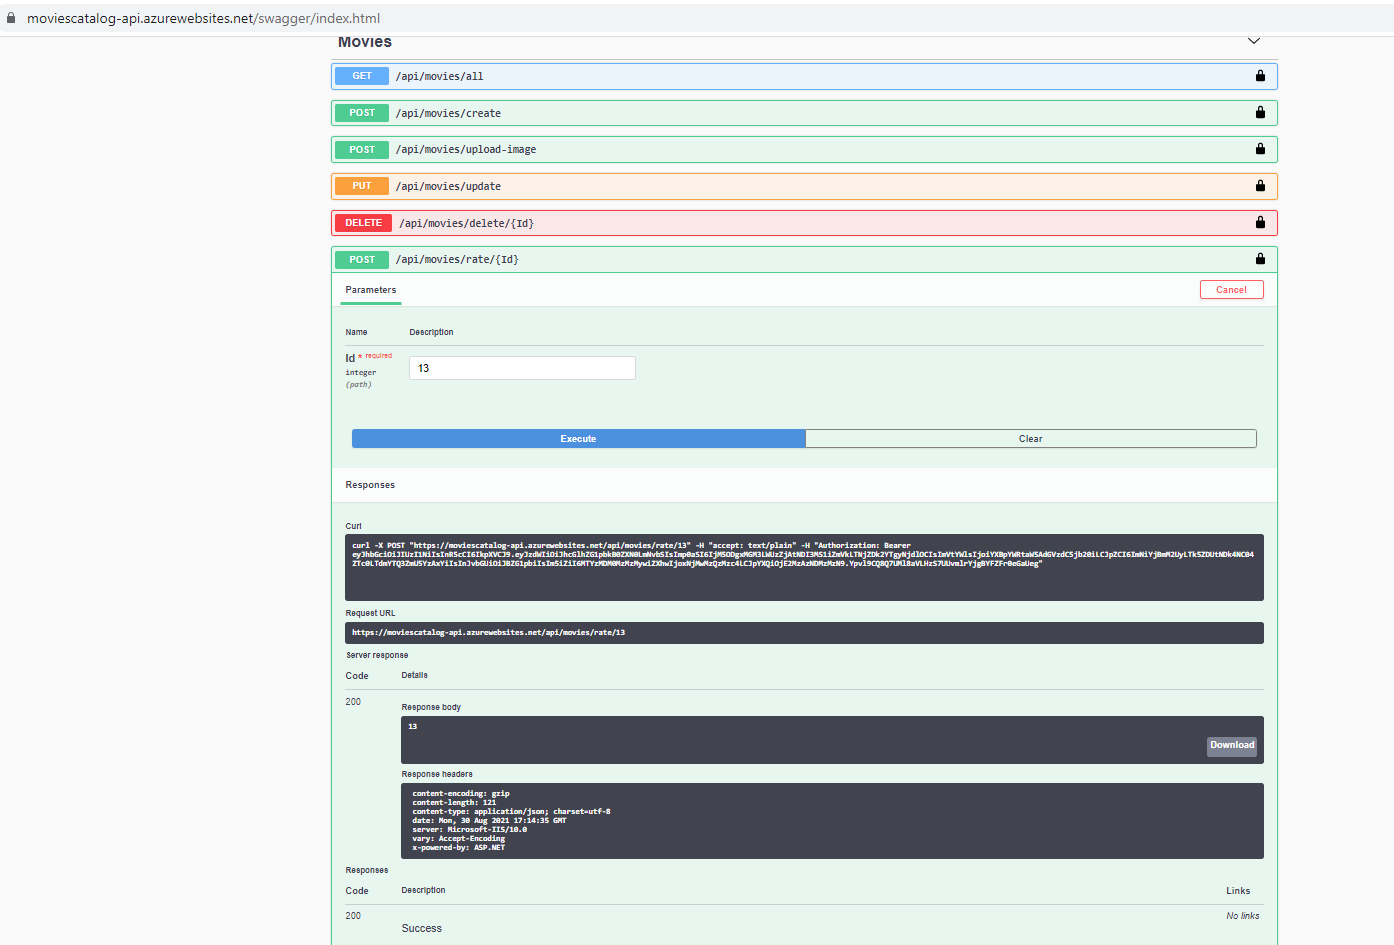 moviescatalog-api.azurewebsites.net/swagger/index.html
Movies
GET /api/movies/all
POST /api/movies/create
POST /api/movies/upload-image
PUT /api/movies/update
DELETE /api/movies/delete/{Id}
POST /api/movies/rate/{Id}
Parameters Cancel
Name Description
Id * required 13
integer
(path)
Execute Clear
Responses
Curl
curl -X POST "https://moviescatalog-api.azurewebsites.net/api/movies/rate/13" -H "accept: text/plain" -H "Authorization: Bearer
Request URL
https://moviescatalog-api.azurewebsites.net/api/movies/rate/13
Server response
Code Details
200
Response body
13
Download
Response headers
content-encoding: gzip
content-length: 121
content-type: application/json; charset=utf-8
date: Mon, 30 Aug 2021 17:14:35 GMT
server: Microsoft-IIS/10.0
vary: Accept-Encoding
x-powered-by: ASP.NET
Responses
Code Description Links
200 No links
Success